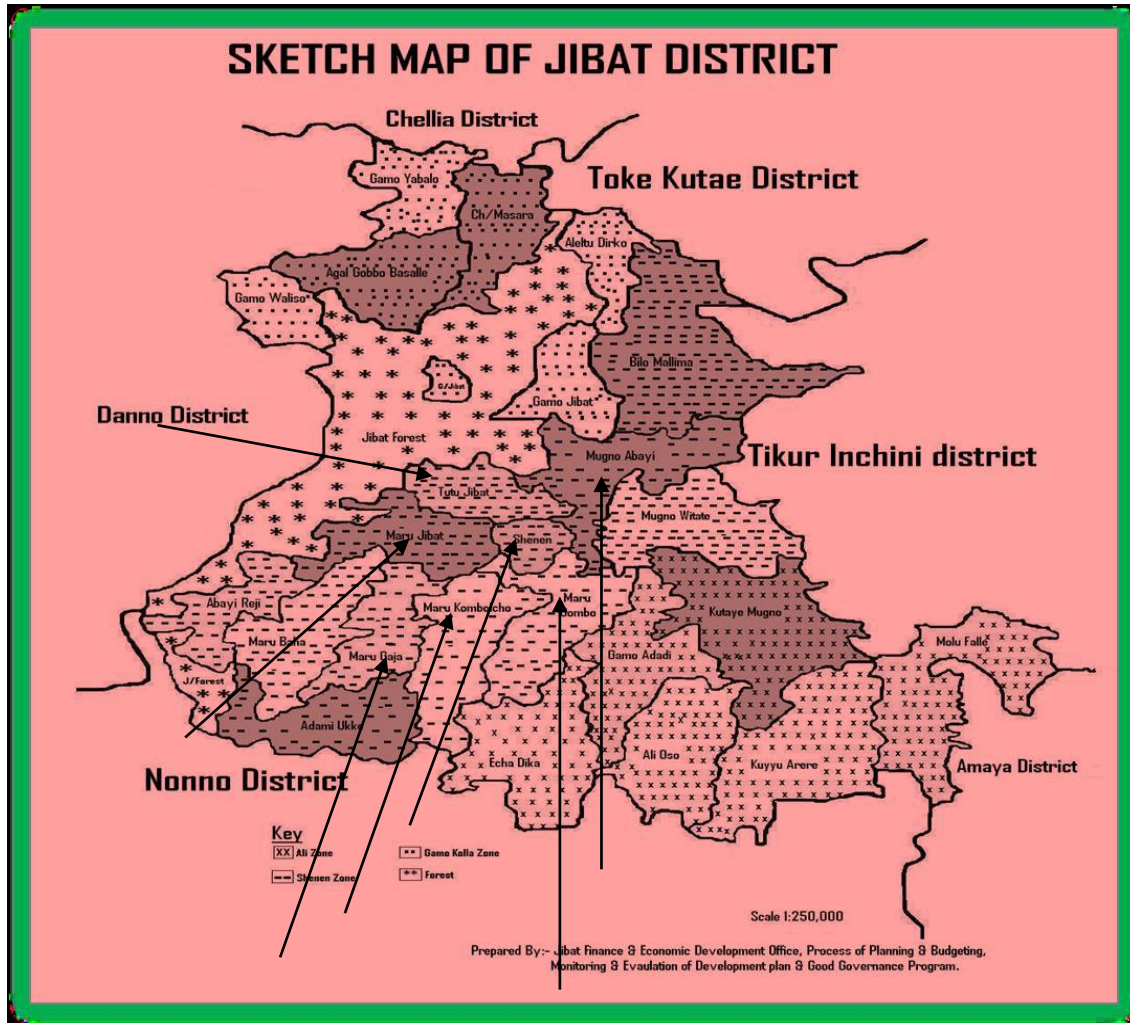 SKETCH MAP OF JIBAT DISTRICT
Chellia District
Toke Kutae District
Gamo Yabalo
Ch/Masara
Aleltu Dirko
Agal Gobbo Basalle
Gamo Waliso
Bilo Mallima
G/Jibat
Gamo Jibat
Danno District
Jibat Forest
Mugno Abayi
Tikur Inchini district
Tutu Jibat
Mugno Witate
Maru Jibat
Shenen
Abayi Reji
Maru Kombolcho
Maru
Kutaye Mugno
Maru Baha
Maru Gaja
Gamo Adadi
Molu Falle
J/Forest
Adami Ukke
Echa Dika
Ali Oso
Kuyyu Arere
Amaya District
Nonno District
Key
XX Ali Zone
Gamo Kolla Zone
Shenen Zone
** Forest
Scale 1:250,000
Prepared By:- Jibat Finance & Economic Development Office, Process of Planning & Budgeting,
Monitoring & Evaulation of Development plan & Good Governance Program.